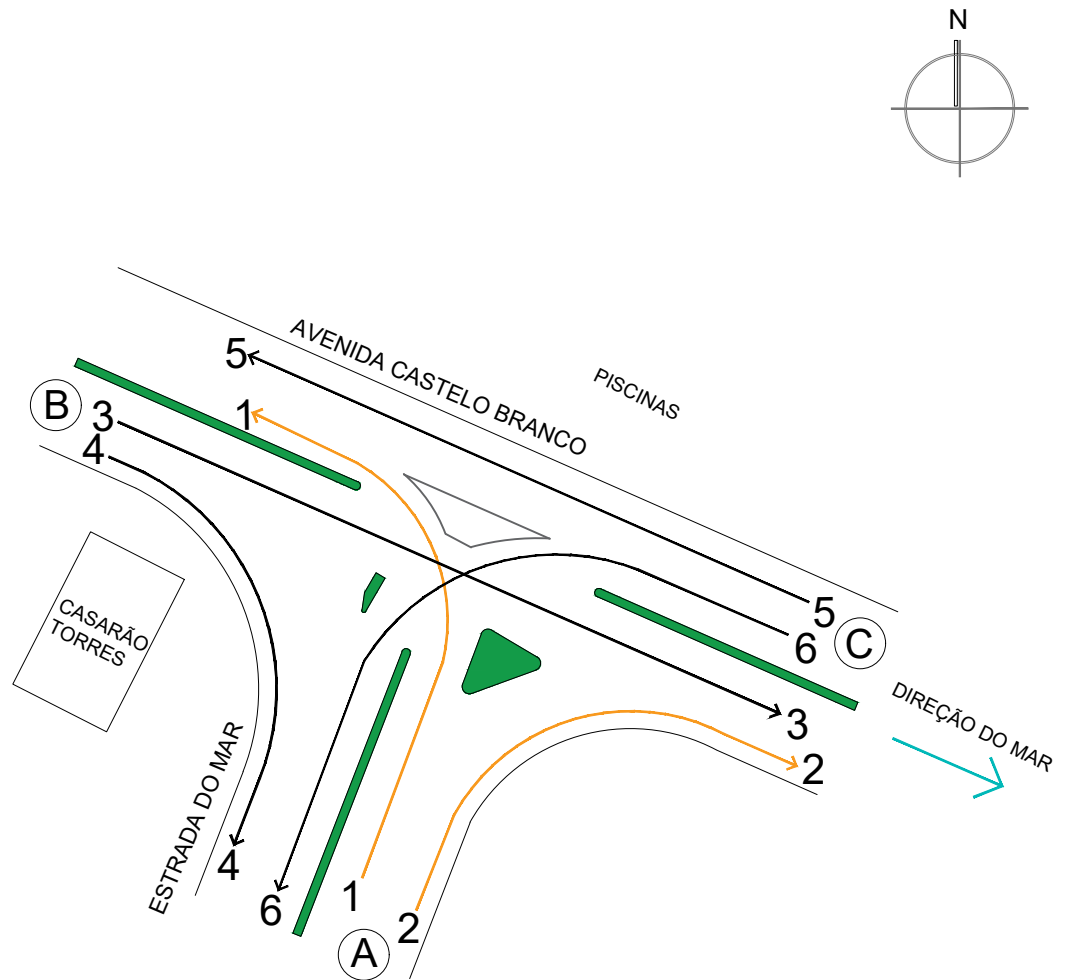 N
AVENIDA CASTELO BRANCO
PISCINAS
5
1
B
3
4
CASARÃO
TORRES
5
6
C
3
2
DIREÇÃO DO MAR
ESTRADA DO MAR
4
6
1
2
A